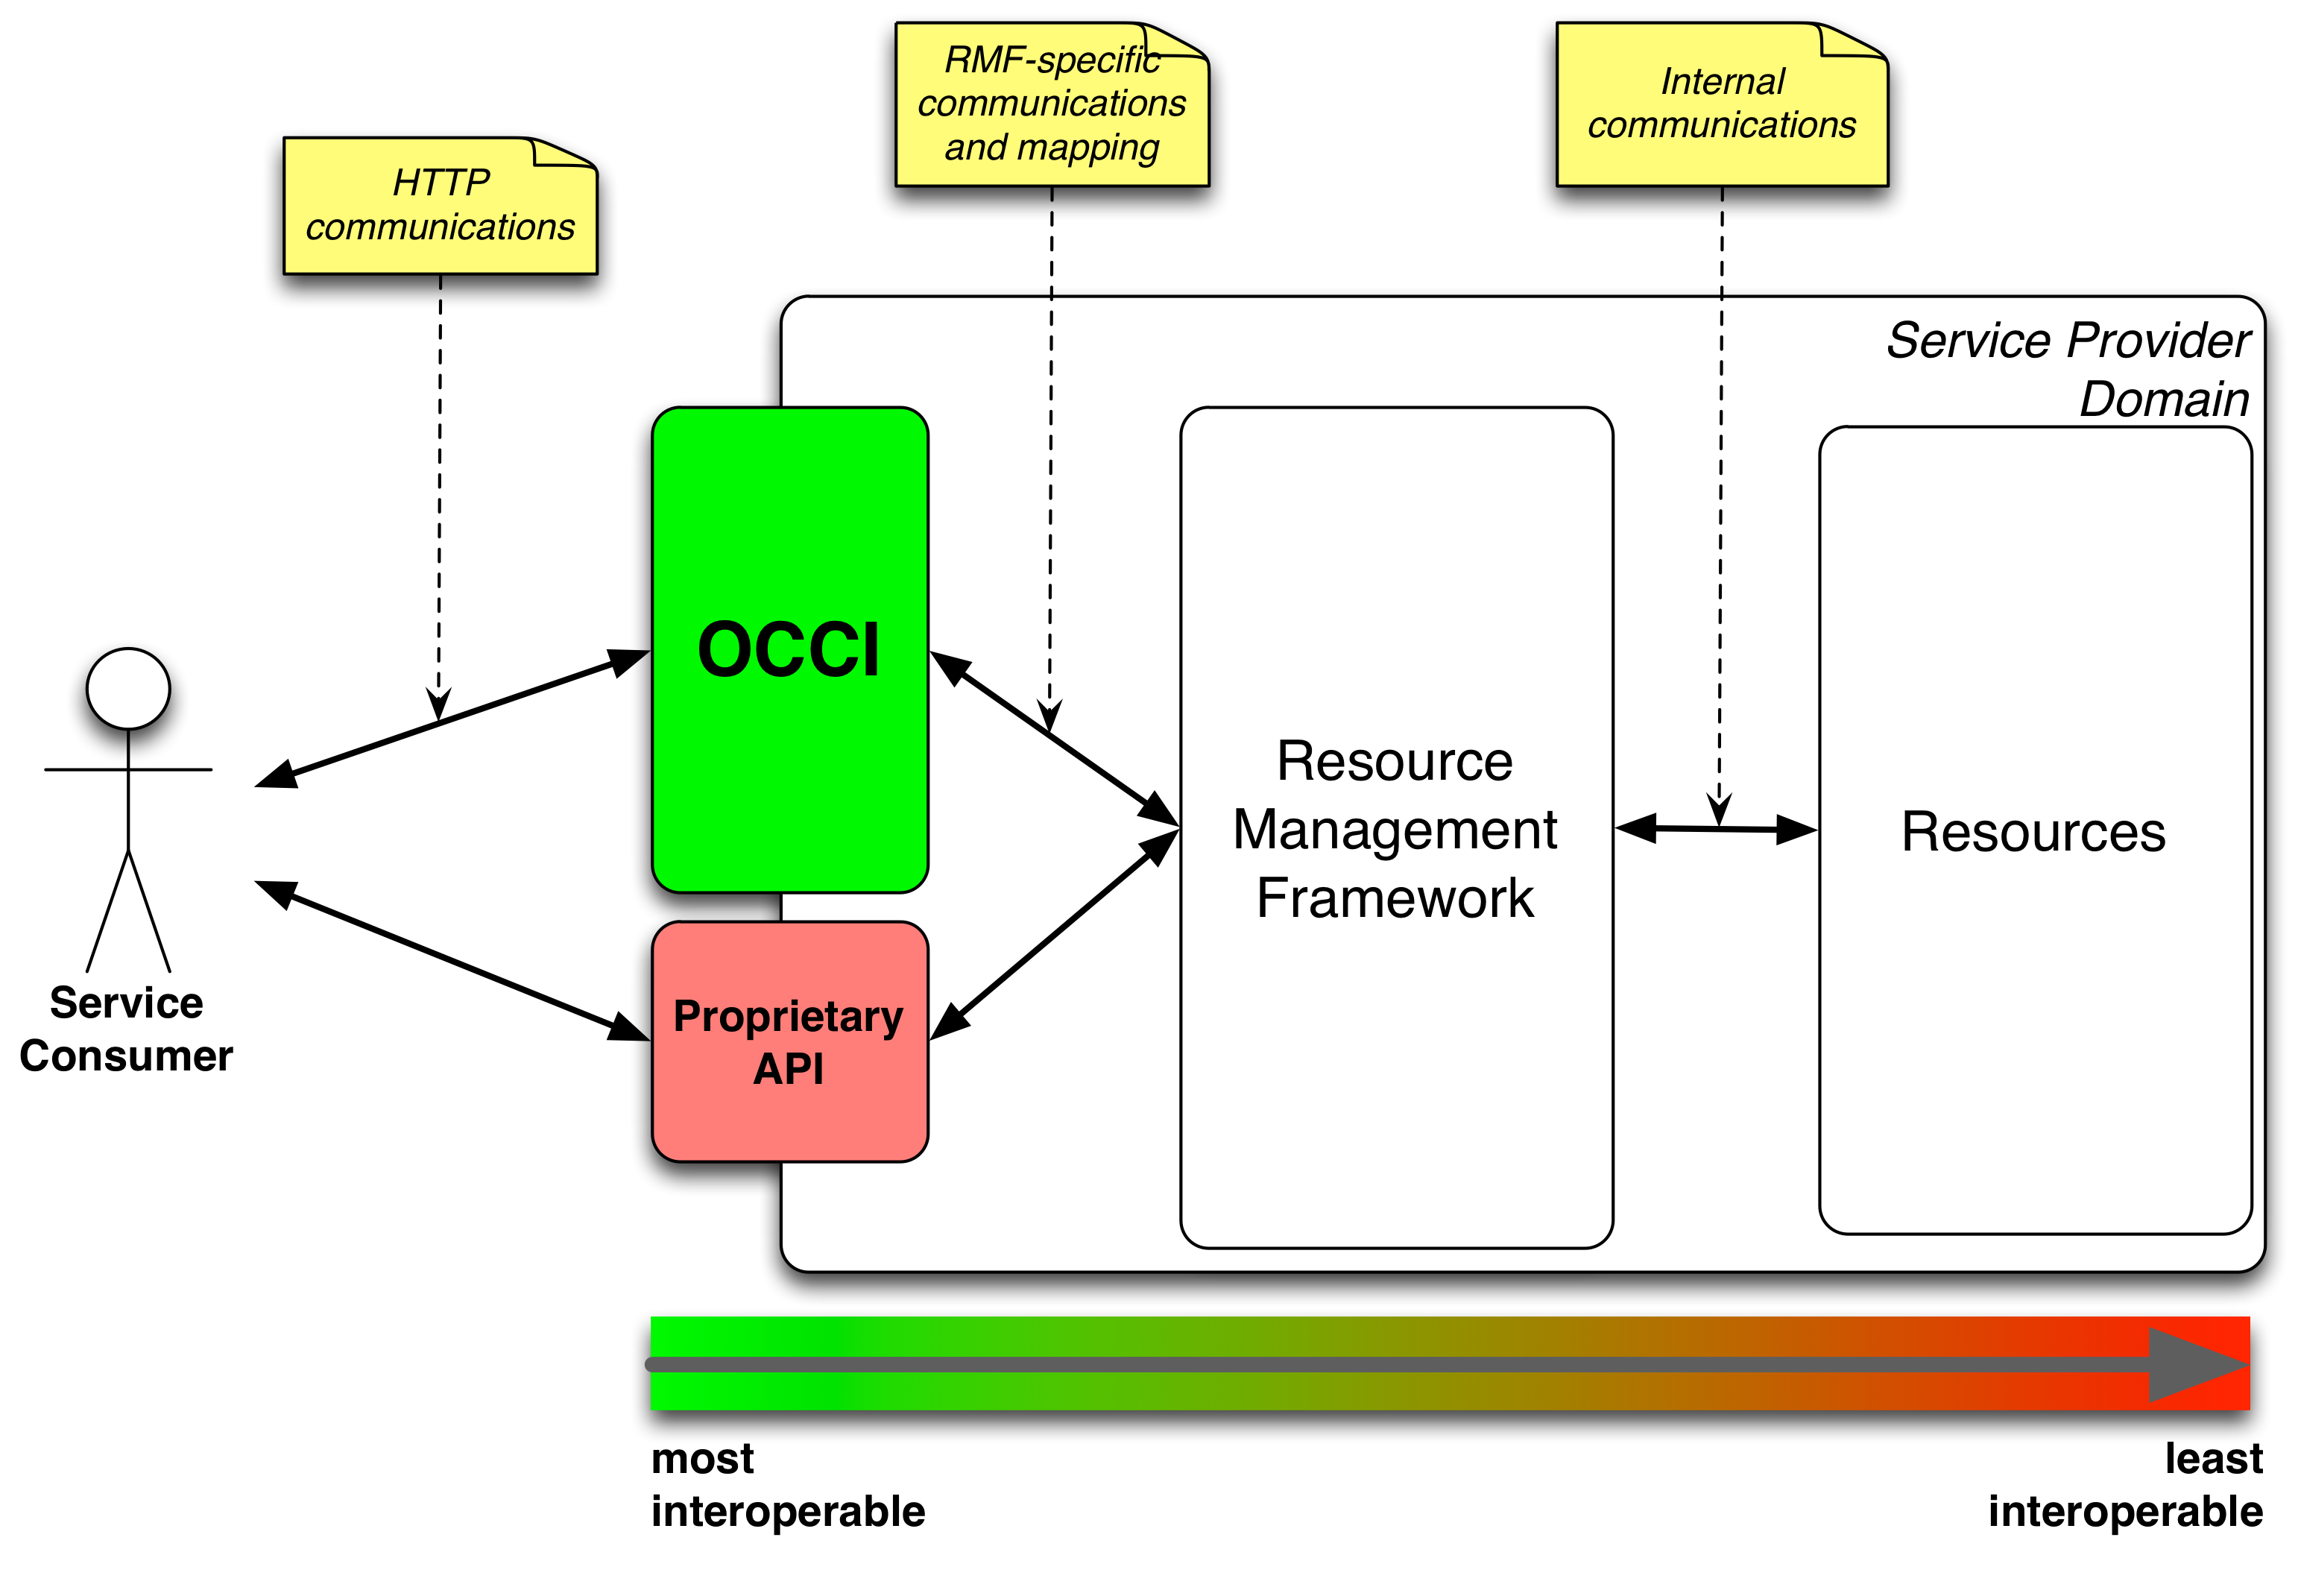 RMF-specific
communications
and mapping
Internal
communications
HTTP
communications
Service Provider
Domain
OCCI
Resource
Management
Framework
Resources
Service
Consumer
Proprietary
API
most
interoperable
least
interoperable